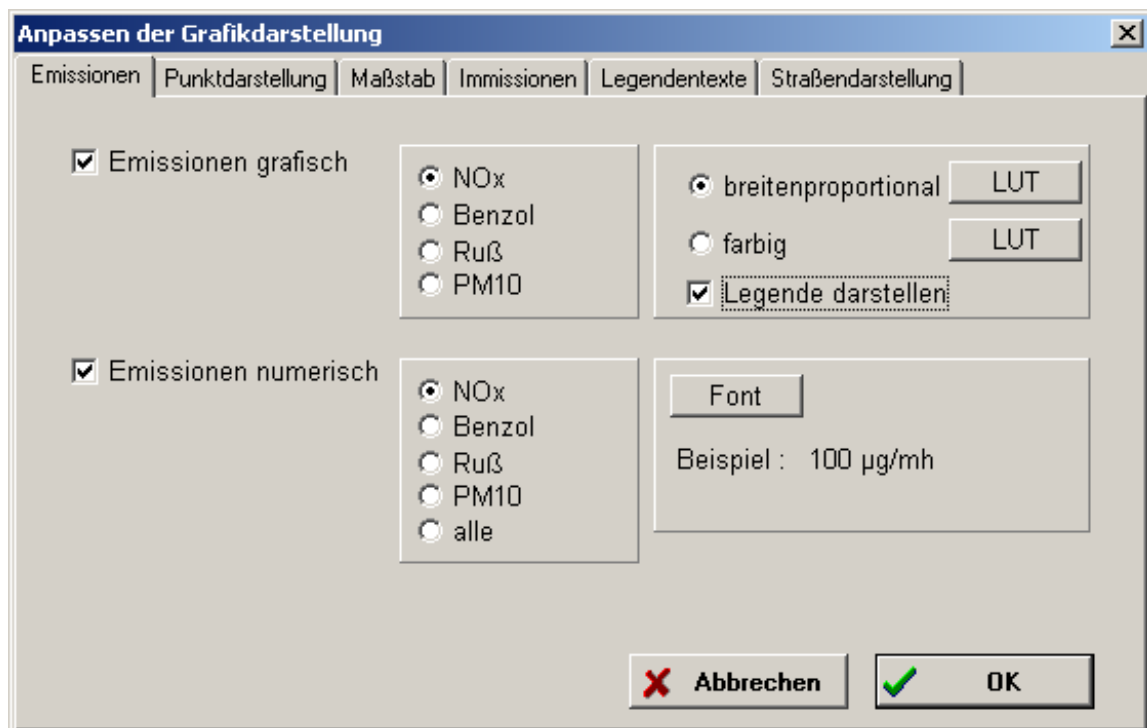 Anpassen der Grafikdarstellung
Emissionen Punktdarstellung Maßstab Immissionen Legendentexte Straßendarstellung
Emissionen grafisch
NOx
Benzol
Ruß
PM10
breitenproportional LUT
farbig LUT
Legende darstellen
Emissionen numerisch
NOx
Benzol
Ruß
PM10
alle
Font
Beispiel : 100 µg/mh
Abbrechen OK